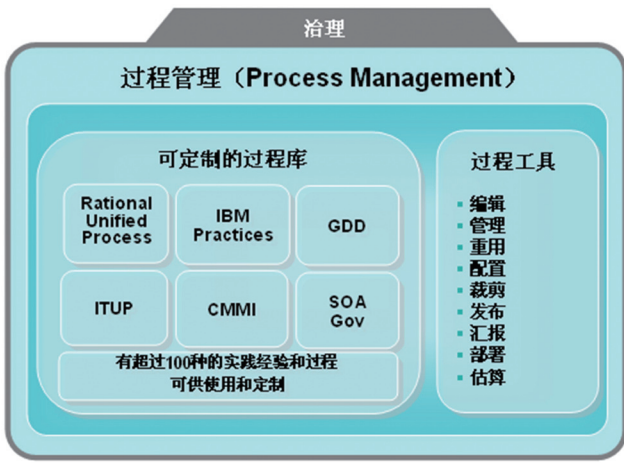 治理
过程管理（Process Management）
可定制的过程库
Rational
Unified
Process
IBM
Practices
GDD
ITUP
CMMI
SOA
Gov
有超过100种的实践经验和过程
可供使用和定制
过程工具
▪ 编辑
▪ 管理
▪ 重用
▪ 配置
▪ 裁剪
▪ 发布
▪ 汇报
▪ 部署
▪ 估算